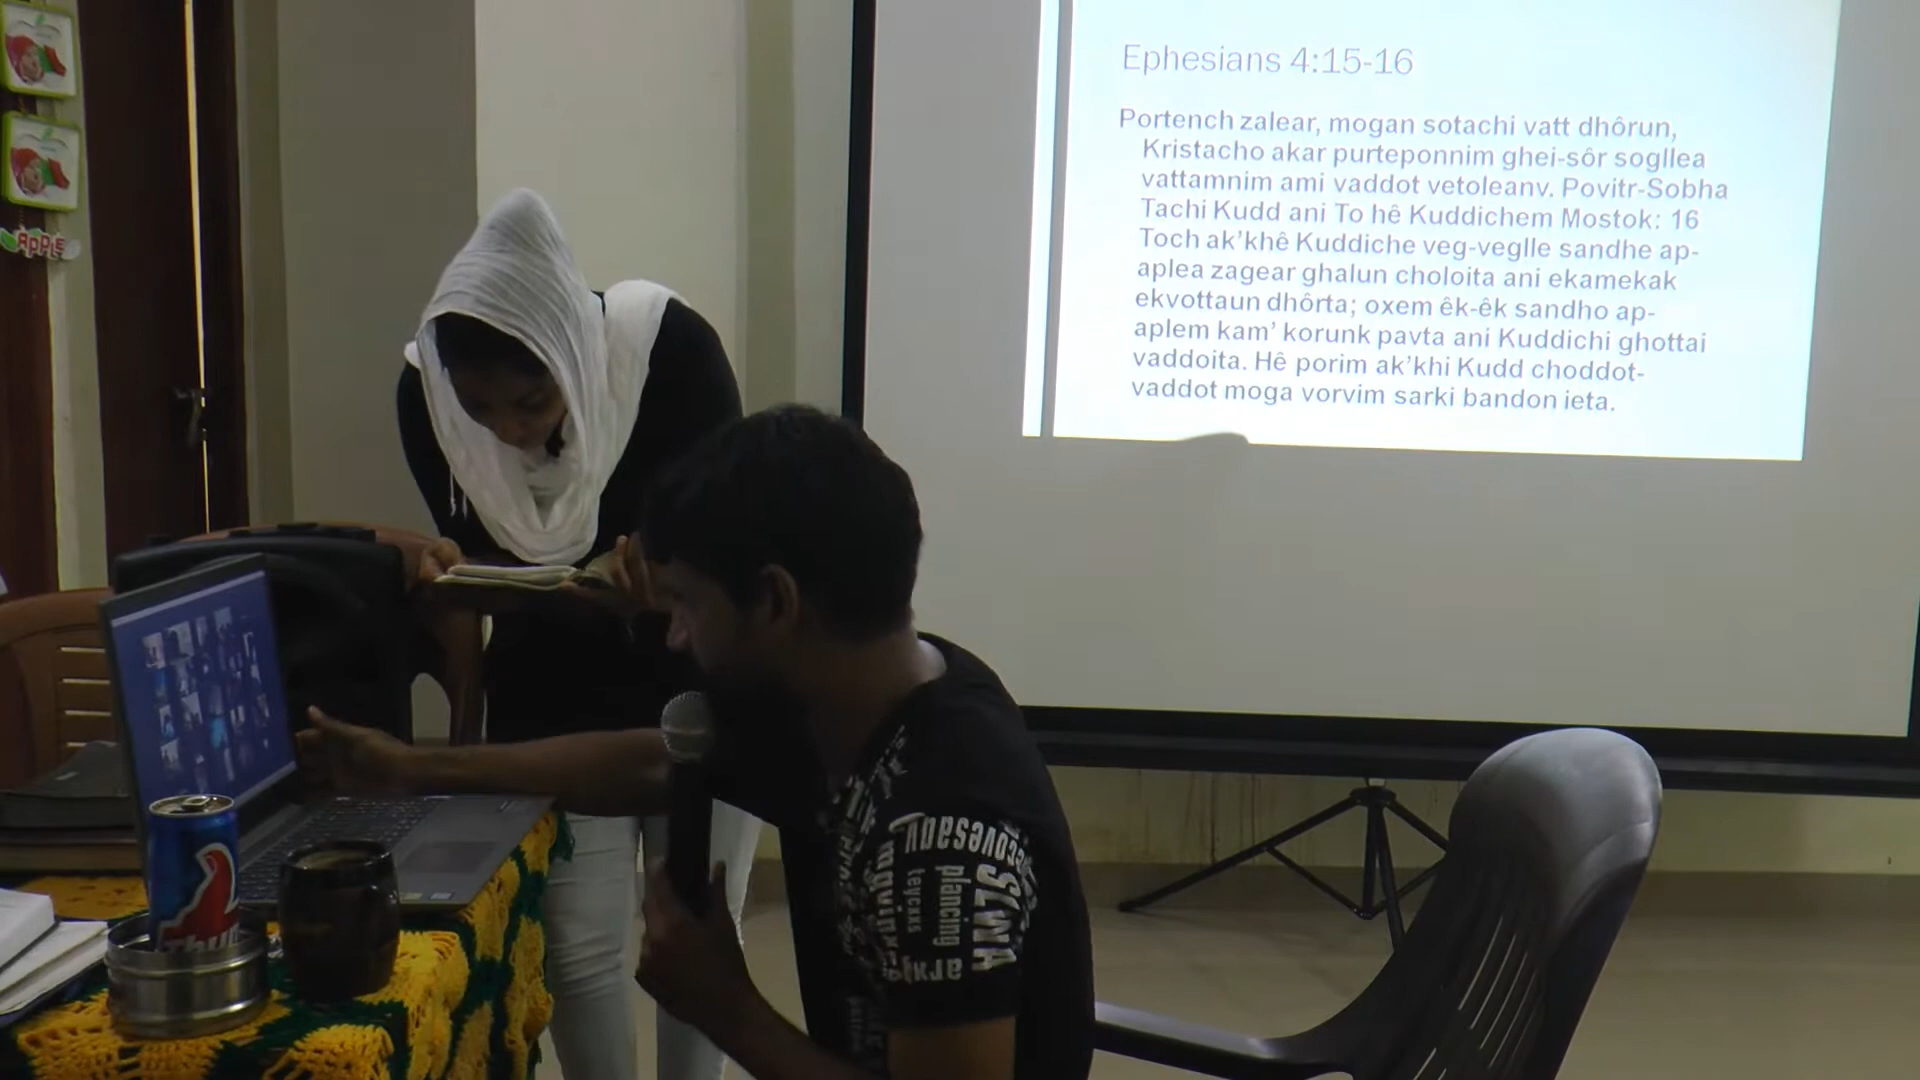 Ephesians 4:15-16
Portench zalear, mogan sotachi vatt dhôrun,
Kristacho akar purteponnim ghei-sôr sogllea
vattamnim ami vaddot vetoleanv. Povitr-Sobha
Tachi Kudd ani To hê Kuddichem Mostok: 16
Toch ak’khê Kuddiche veg-veglle sandhe ap-
aplea zagear ghalun choloita ani ekamekak
ekvottaun dhôrta; oxem êk-êk sandho ap-
aplem kam’ korunk pavta ani Kuddichi ghottai
vaddoita. Hê porim ak’khi Kudd choddot-
vaddot moga vorvim sarki bandon ieta.
APPLE
SLWA
plancing